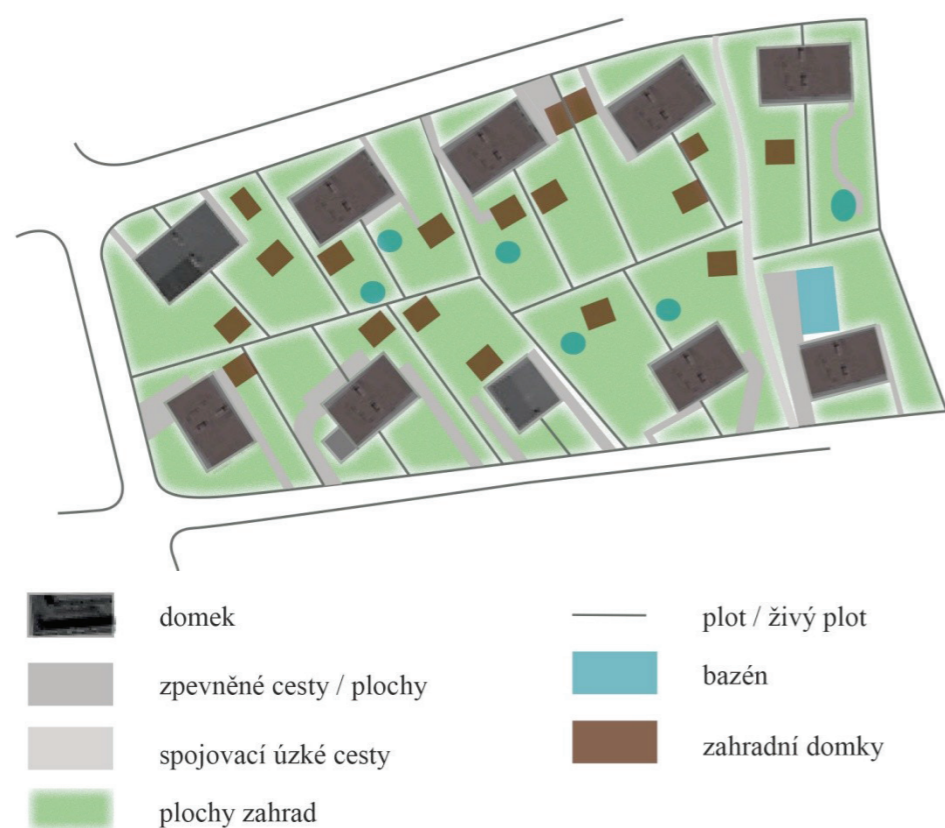 domek
zpevněné cesty / plochy
spojovací úzké cesty
plochy zahrad
plot / živý plot
bazén
zahradní domky